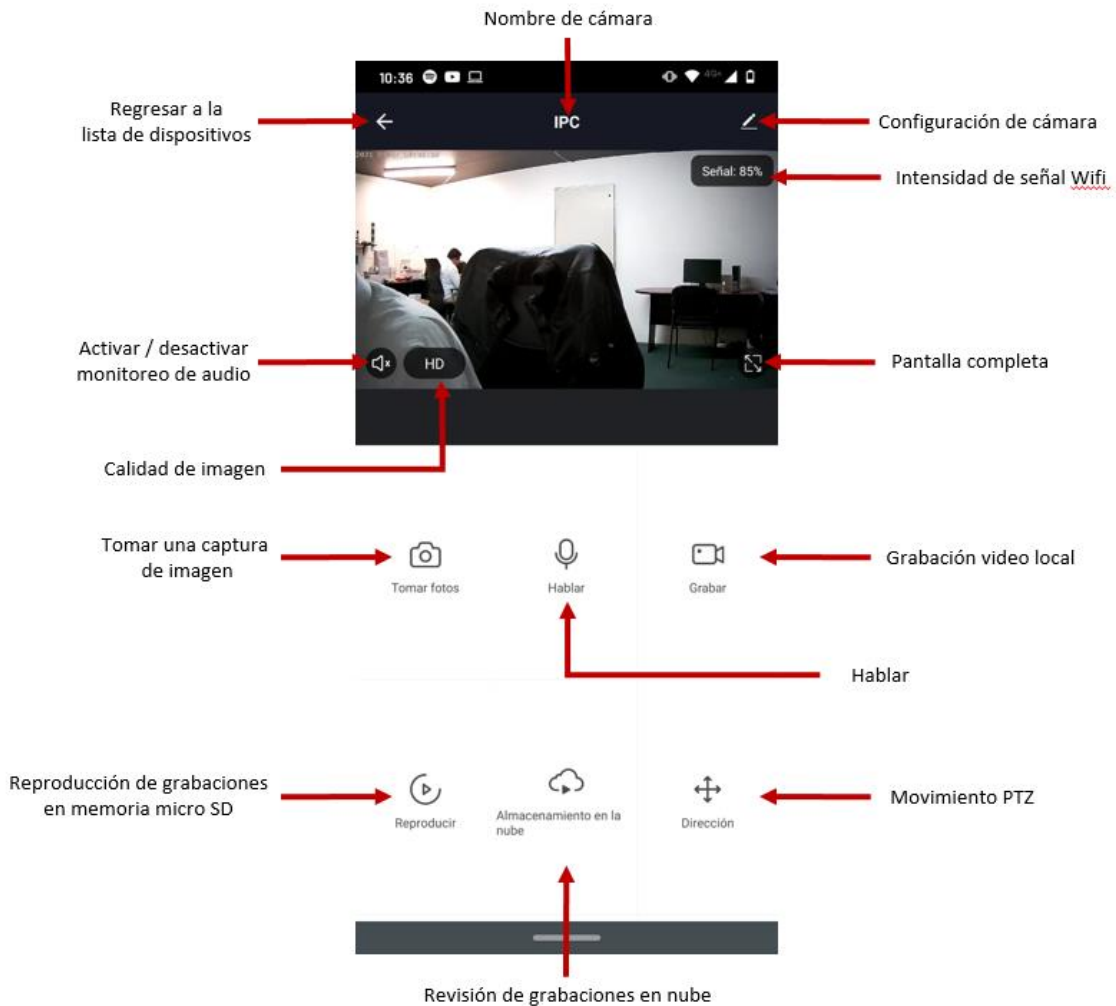 Nombre de cámara
10:36
4G+
Regresar a la
lista de dispositivos
IPC
Configuración de cámara
Señal: 85%
Intensidad de señal Wifi
Activar / desactivar
monitoreo de audio
HD
Pantalla completa
Calidad de imagen
Tomar una captura
de imagen
Tomar fotos
Hablar
Grabar
Grabación video local
Hablar
Reproducción de grabaciones
en memoria micro SD
Reproducir
Almacenamiento en la
nube
Dirección
Movimiento PTZ
Revisión de grabaciones en nube